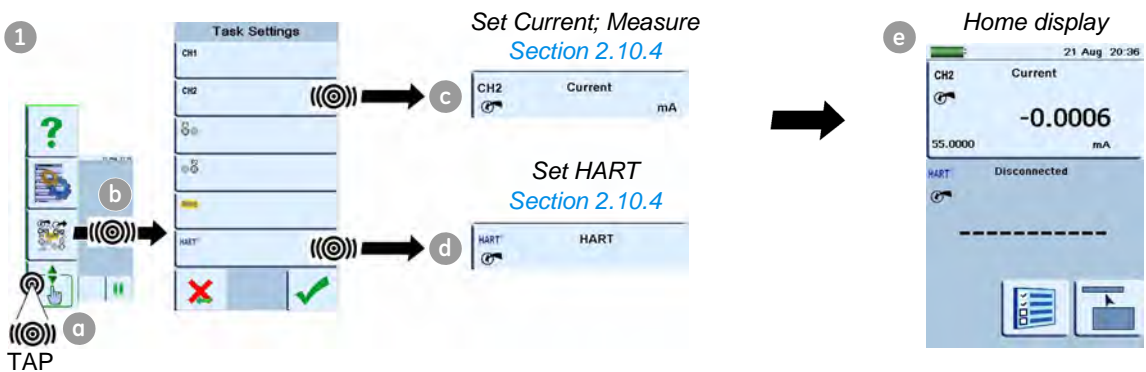 1
?
b
a
TAP
Task Settings
CH1
CH2
HART
Set Current; Measure
Section 2.10.4
c
CH2 Current
mA
Set HART
Section 2.10.4
d
HART HART
e
Home display
21 Aug 20:36
CH2 Current
-0.0006
55.0000 mA
HART Disconnected
-----------